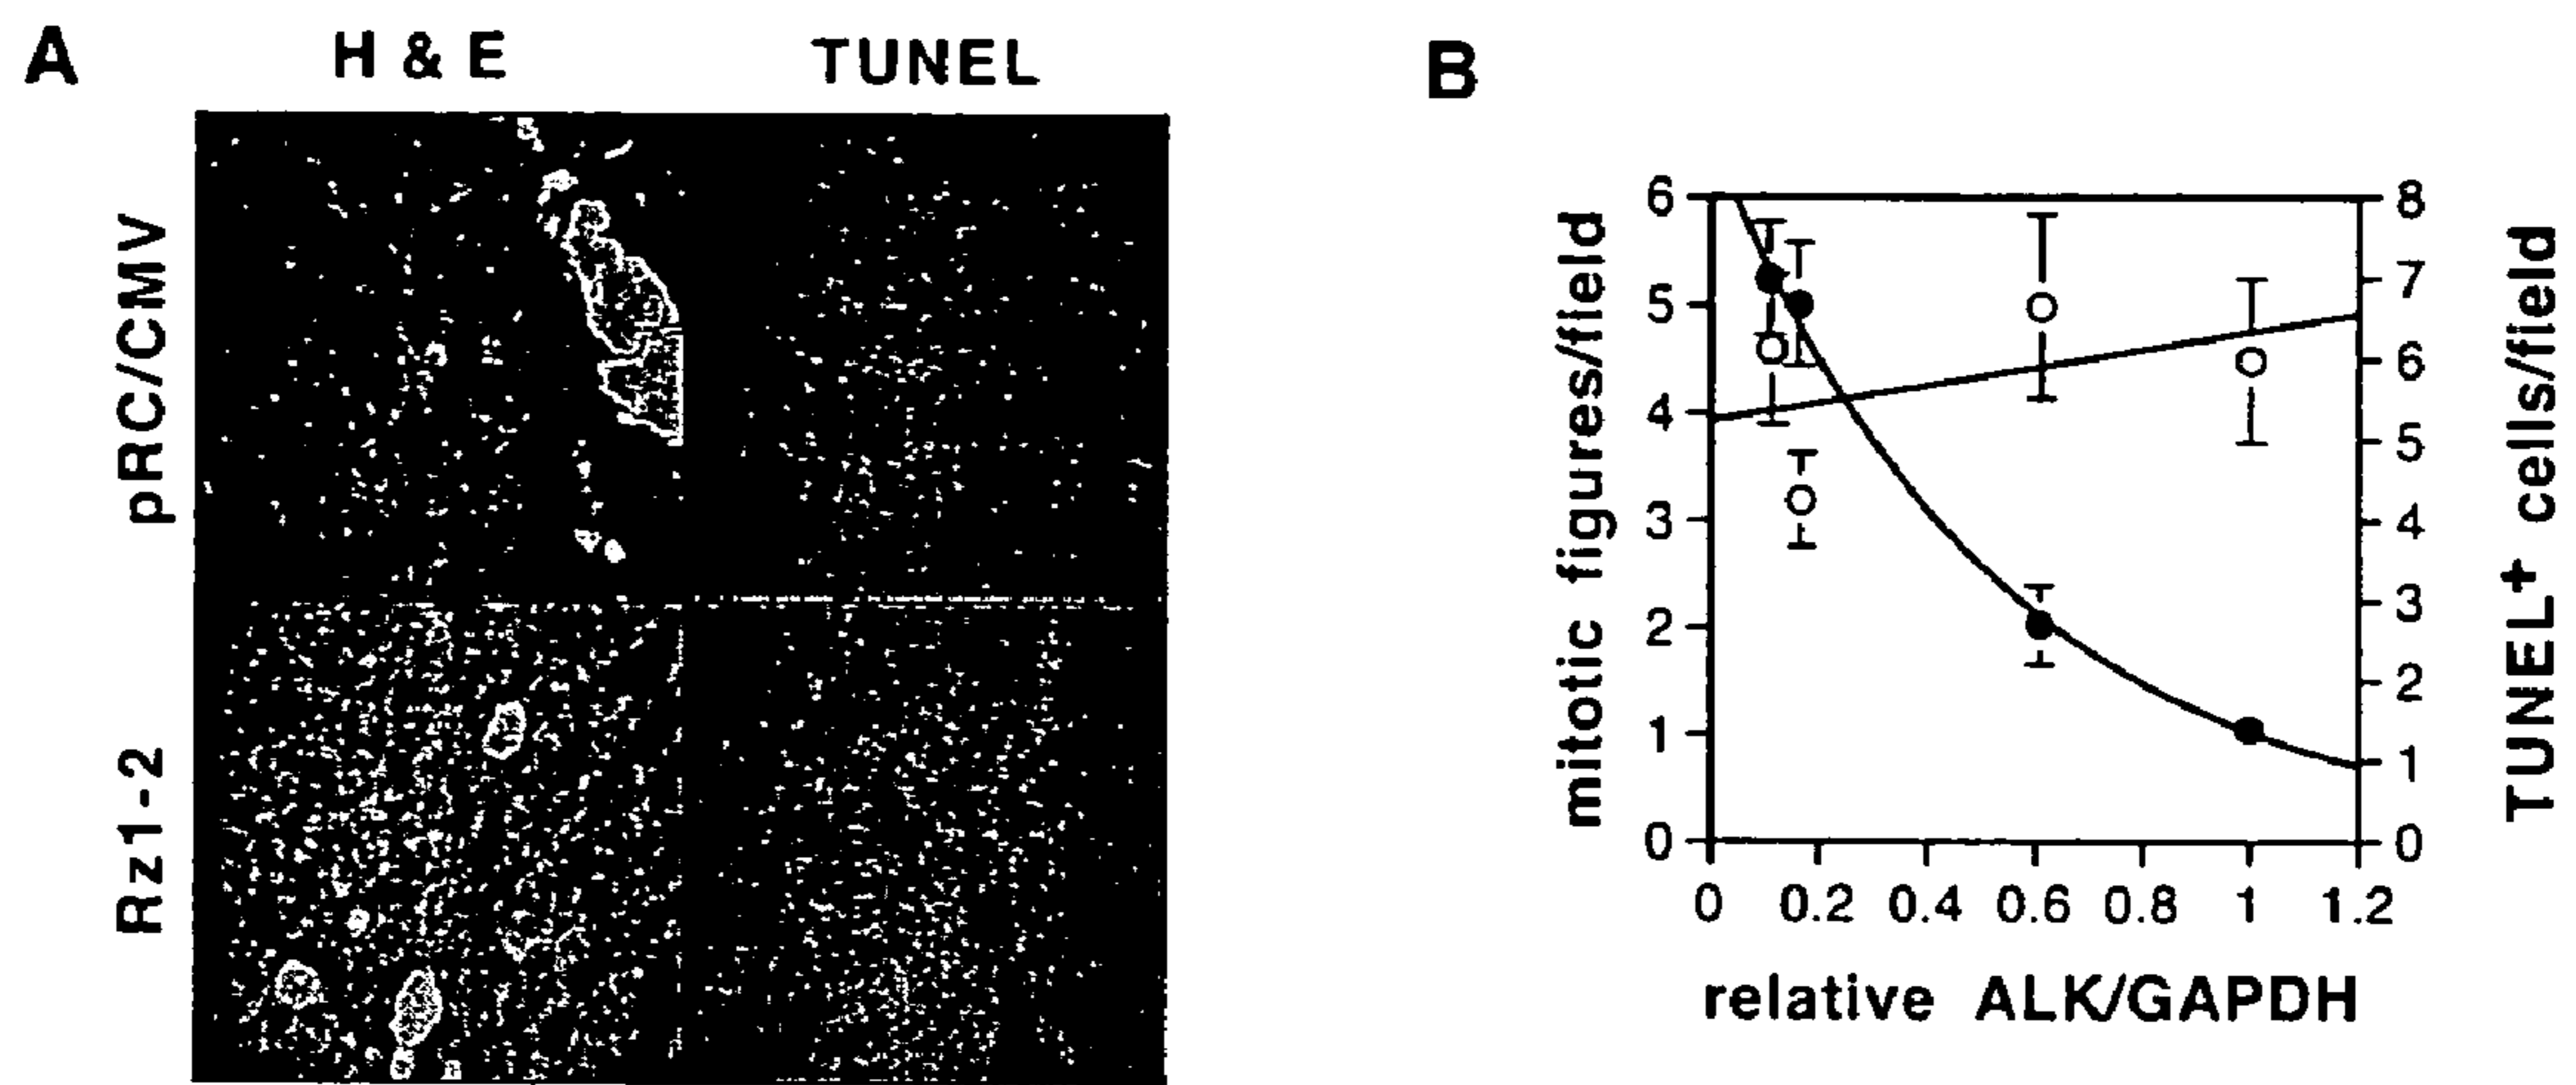 A
H & E
TUNEL
pRC/CMV
Rz1-2
B
mitotic figures/field
6
5
4
3
2
1
0
8
7
6
5
4
3
2
1
0
TUNEL+ cells/field
0 0.2 0.4 0.6 0.8 1 1.2
relative ALK/GAPDH